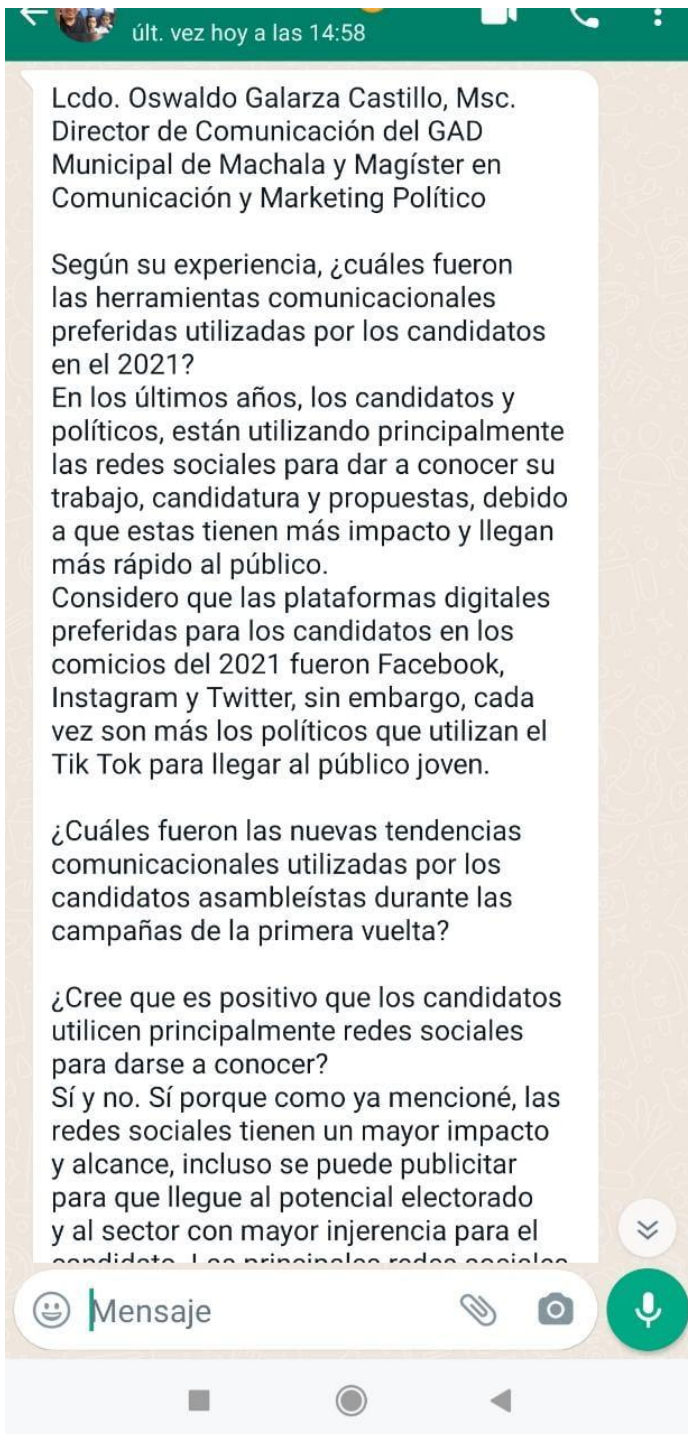 últ. vez hoy a las 14:58
Lcdo. Oswaldo Galarza Castillo, Msc.
Director de Comunicación del GAD
Municipal de Machala y Magíster en
Comunicación y Marketing Político
Según su experiencia, ¿cuáles fueron
las herramientas comunicacionales
preferidas utilizadas por los candidatos
en el 2021?
En los últimos años, los candidatos y
políticos, están utilizando principalmente
las redes sociales para dar a conocer su
trabajo, candidatura y propuestas, debido
a que estas tienen más impacto y llegan
más rápido al público.
Considero que las plataformas digitales
preferidas para los candidatos en los
comicios del 2021 fueron Facebook,
Instagram y Twitter, sin embargo, cada
vez son más los políticos que utilizan el
Tik Tok para llegar al público joven.
¿Cuáles fueron las nuevas tendencias
comunicacionales utilizadas por los
candidatos asambleístas durante las
campañas de la primera vuelta?
¿Cree que es positivo que los candidatos
utilicen principalmente redes sociales
para darse a conocer?
Sí y no. Sí porque como ya mencioné, las
redes sociales tienen un mayor impacto
y alcance, incluso se puede publicitar
para que llegue al potencial electorado
y al sector con mayor injerencia para el
candidato. Las principales redes sociales
Mensaje